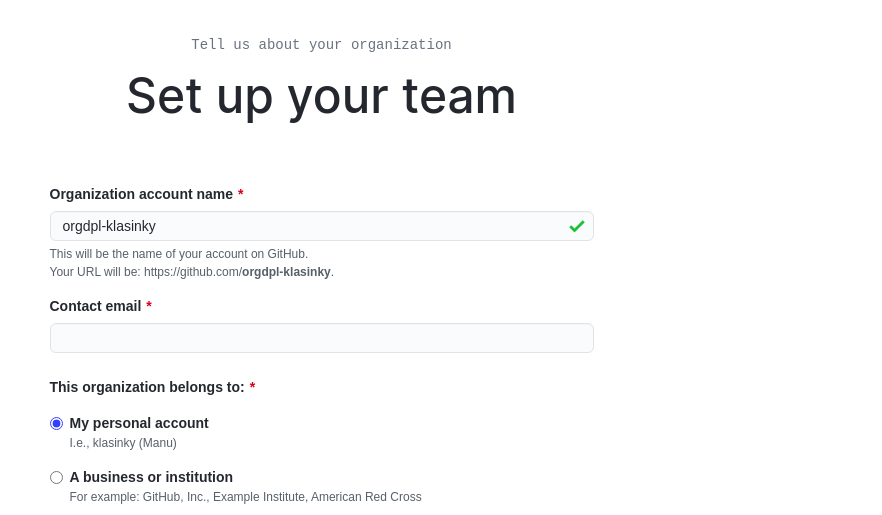 Tell us about your organization
Set up your team
Organization account name *
orgdpl-klasinky
This will be the name of your account on GitHub.
Your URL will be: https://github.com/orgdpl-klasinky.
Contact email *
This organization belongs to: *
My personal account
I.e., klasinky (Manu)
A business or institution
For example: GitHub, Inc., Example Institute, American Red Cross